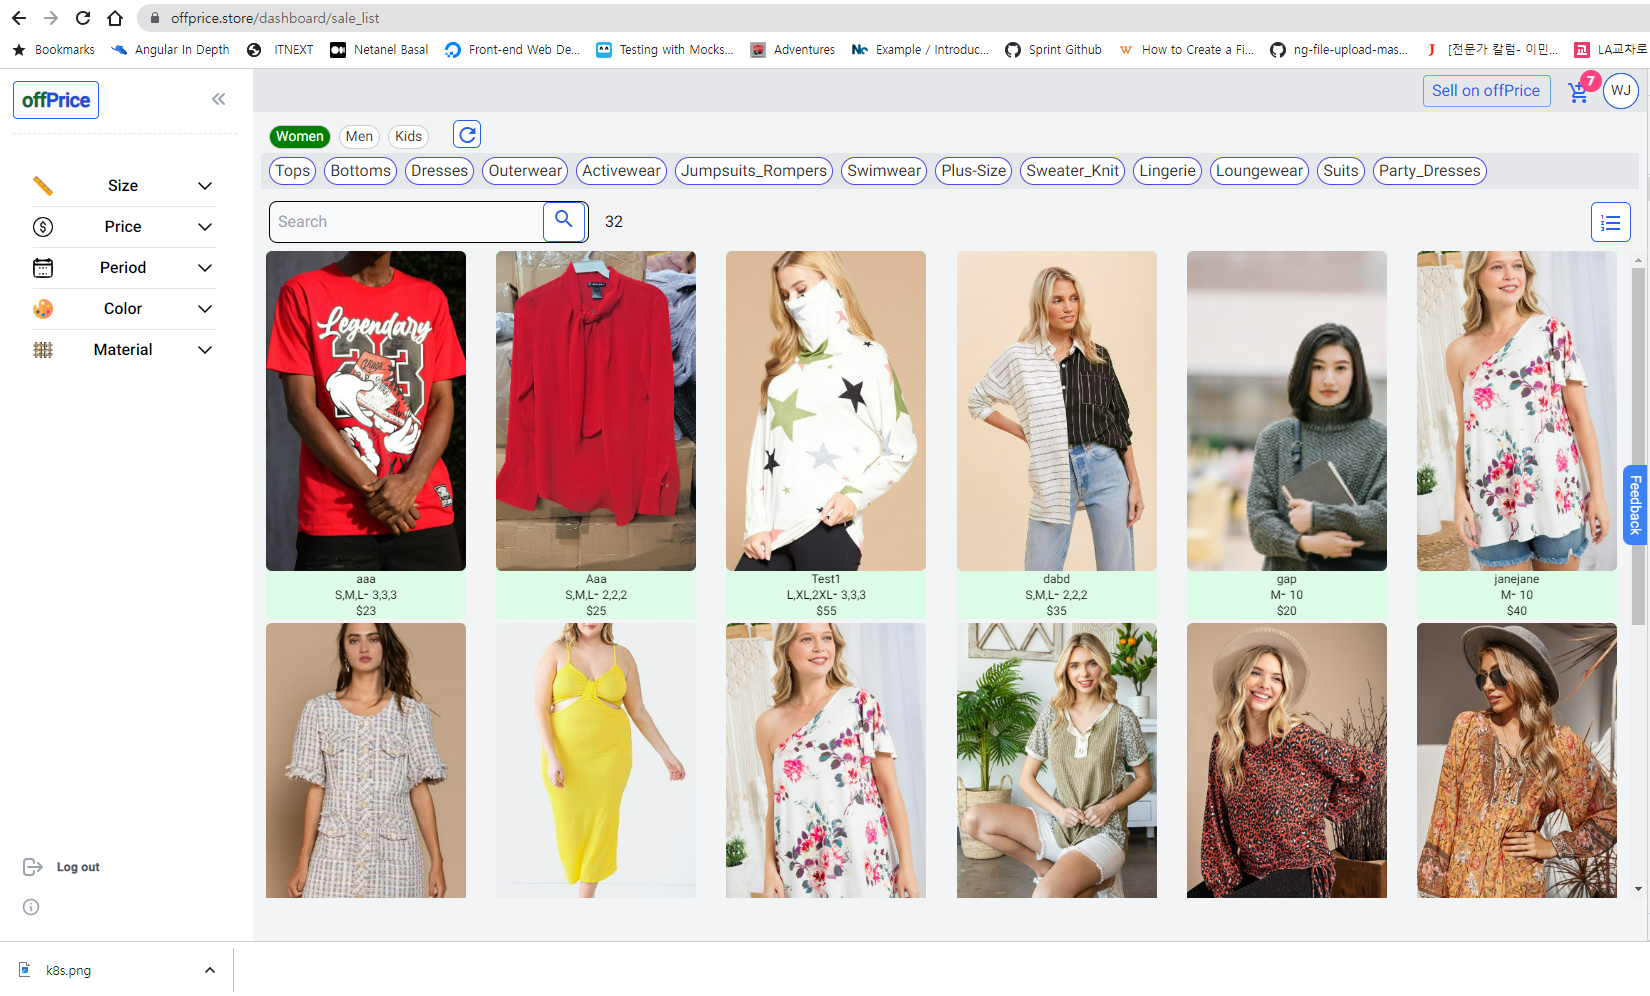 offprice.store/dashboard/sale_list
Bookmarks Angular In Depth ITNEXT Netanel Basal Front-end Web De... Testing with Mocks... Adventures Example / Introduc... Sprint Github How to Create a Fi... ng-file-upload-mas... [전문가 칼럼- 이민... LA교차로
offPrice
Sell on offPrice
7
WJ
Women Men Kids
Tops Bottoms Dresses Outerwear Activewear Jumpsuits_Rompers Swimwear Plus-Size Sweater_Knit Lingerie Loungewear Suits Party_Dresses
Search
32
Size
Price
Period
Color
Material
Legendary
23
aaa
S,M,L- 3,3,3
$23
Aaa
S,M,L- 2,2,2
$25
Test1
L,XL,2XL- 3,3,3
$55
dabd
S,M,L- 2,2,2
$35
gap
M- 10
$20
janejane
M- 10
$40
Feedback
Log out
k8s.png